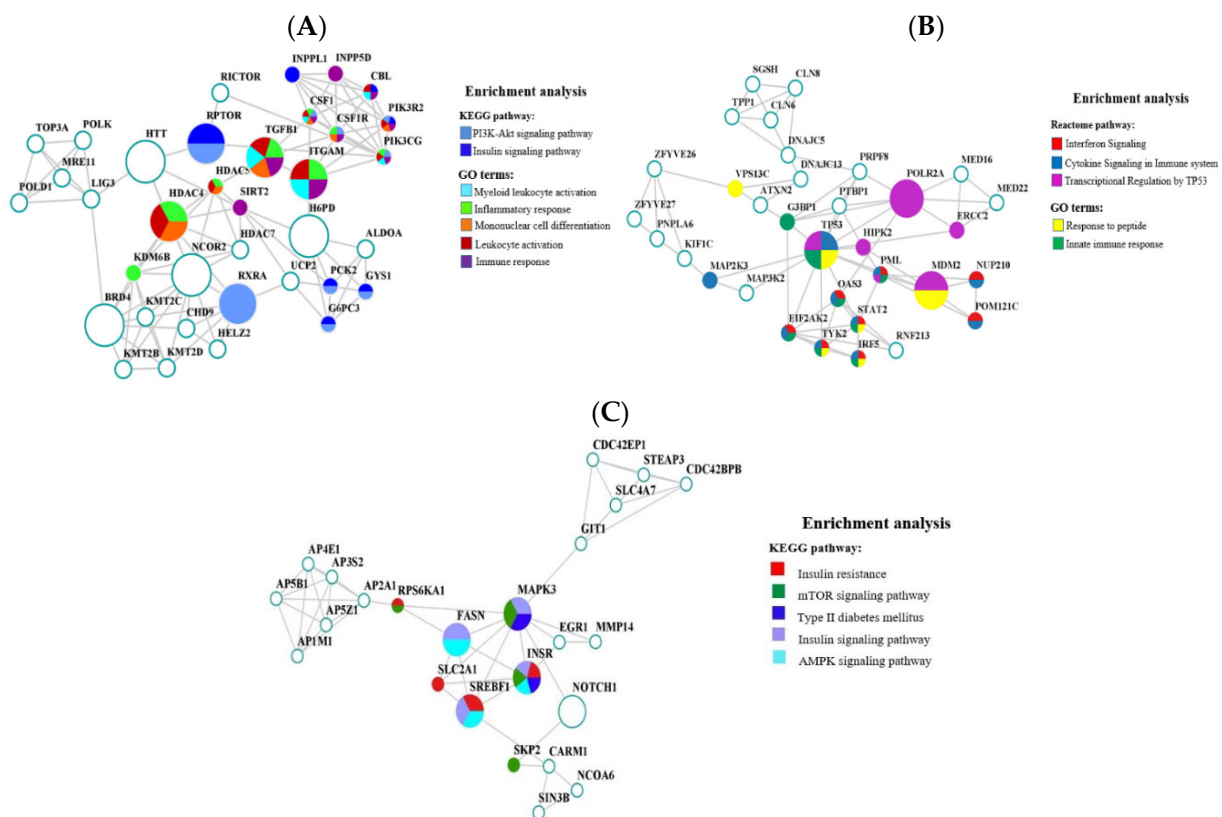 (A)
(B)
INPPL1
INPP5D
CBL
RICTOR
CSF1
PIK3R2
RPTOR
CSF1R
TGFB1
PIK3CG
TOP3A
POLK
HTT
ITGAM
MRE11
HDAC5
POLD1
LIG3
HDAC4
SIRT2
H6PD
HDAC7
ALDOA
NCOR2
KDM6B
UCP2
PCK2
GYS1
RXRA
BRD4
KMT2C
G6PC3
CHD9
HELZ2
KMT2B
KMT2D
Enrichment analysis
KEGG pathway:
PI3K-Akt signaling pathway
Insulin signaling pathway
GO terms:
Myeloid leukocyte activation
Inflammatory response
Mononuclear cell differentiation
Leukocyte activation
Immune response
SGSH
CLN8
TPP1
CLN6
DNAJC5
ZFYVE26
DNAJC13
PRPF8
MED16
VPS13C
POLR2A
ATXN2
PTBP1
MED22
ZFYVE27
G3BP1
ERCC2
PNPLA6
TP53
HIPK2
KIF1C
MAP2K3
PML
MDM2
NUP210
MAP3K2
OAS3
STAT2
POM121C
EIF2AK2
TYK2
IRF5
RNF213
Enrichment analysis
Reactome pathway:
Interferon Signaling
Cytokine Signaling in Immune system
Transcriptional Regulation by TP53
GO terms:
Response to peptide
Innate immune response
(C)
CDC42EP1
STEAP3
CDC42BPB
SLC4A7
GIT1
AP4E1
AP3S2
AP5B1
AP2A1
RPS6KA1
MAPK3
AP5Z1
FASN
EGR1
MMP14
AP1M1
INSR
SLC2A1
SREBF1
NOTCH1
SKP2
CARM1
NCOA6
SIN3B
Enrichment analysis
KEGG pathway:
Insulin resistance
mTOR signaling pathway
Type II diabetes mellitus
Insulin signaling pathway
AMPK signaling pathway